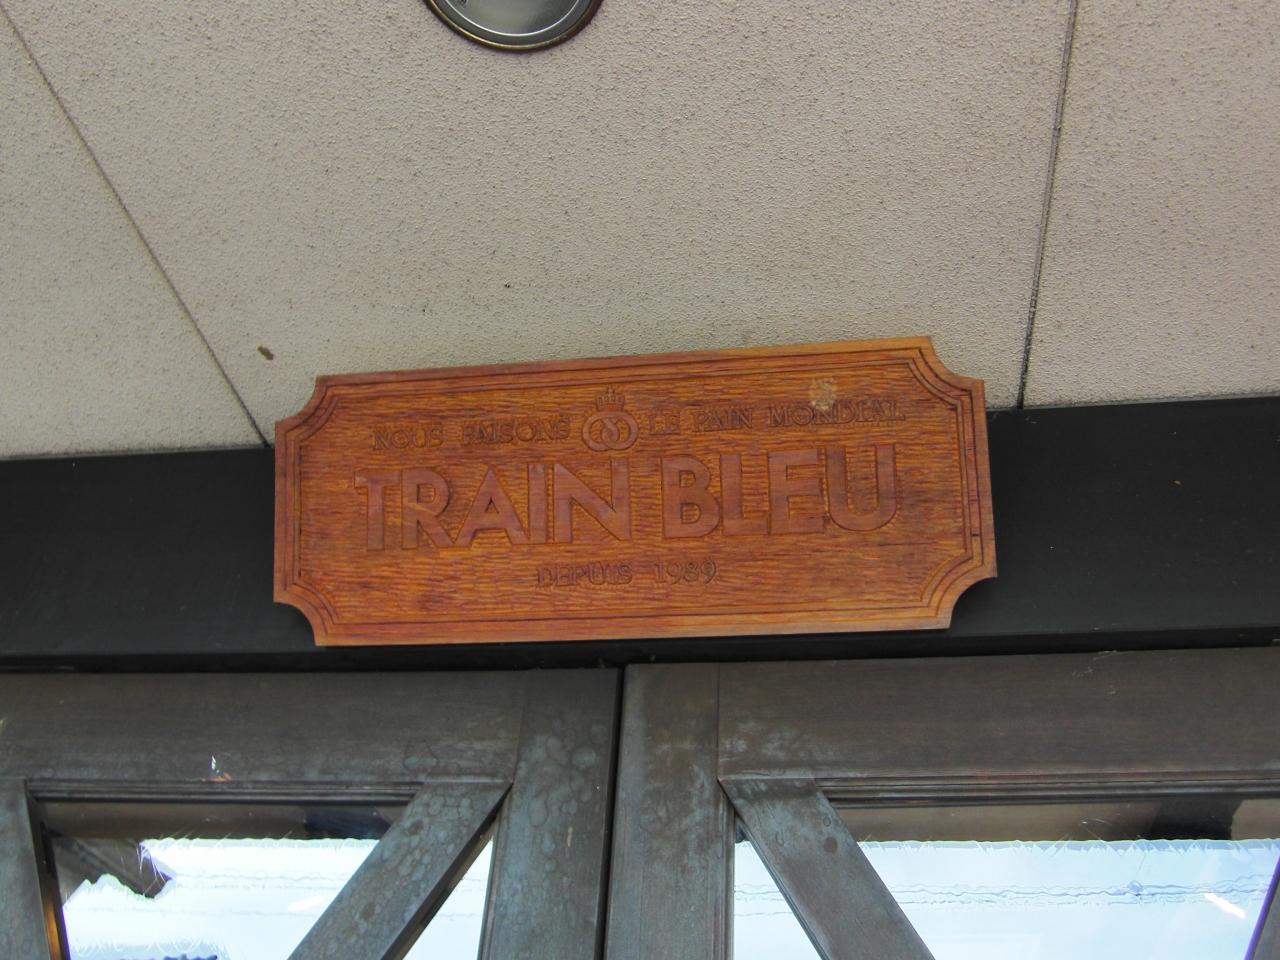 NOUS FAISONS LE PAIN MONDIAL
TRAIN BLEU
DEPUIS 1989